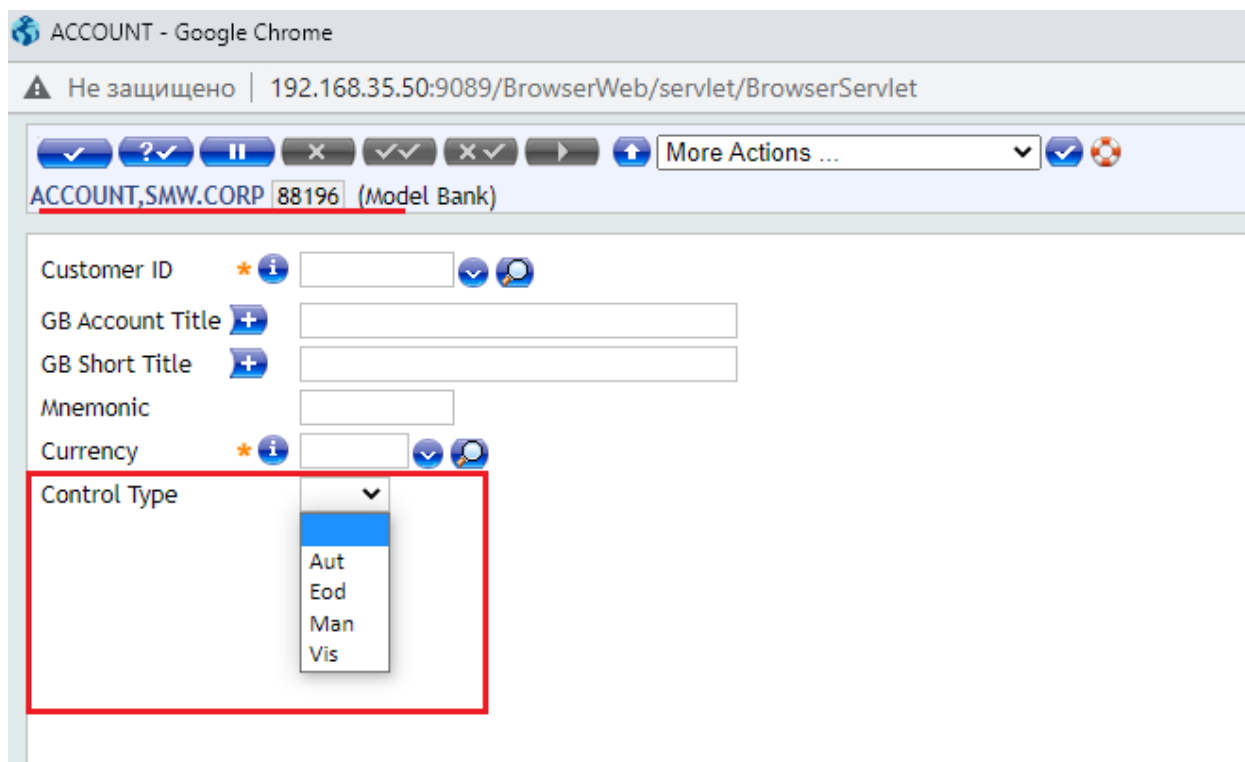 ACCOUNT - Google Chrome
Не защищено | 192.168.35.50:9089/BrowserWeb/servlet/BrowserServlet
More Actions ...
ACCOUNT,SMW.CORP 88196 (Model Bank)
Customer ID *
GB Account Title
GB Short Title
Mnemonic
Currency *
Control Type
Aut
Eod
Man
Vis